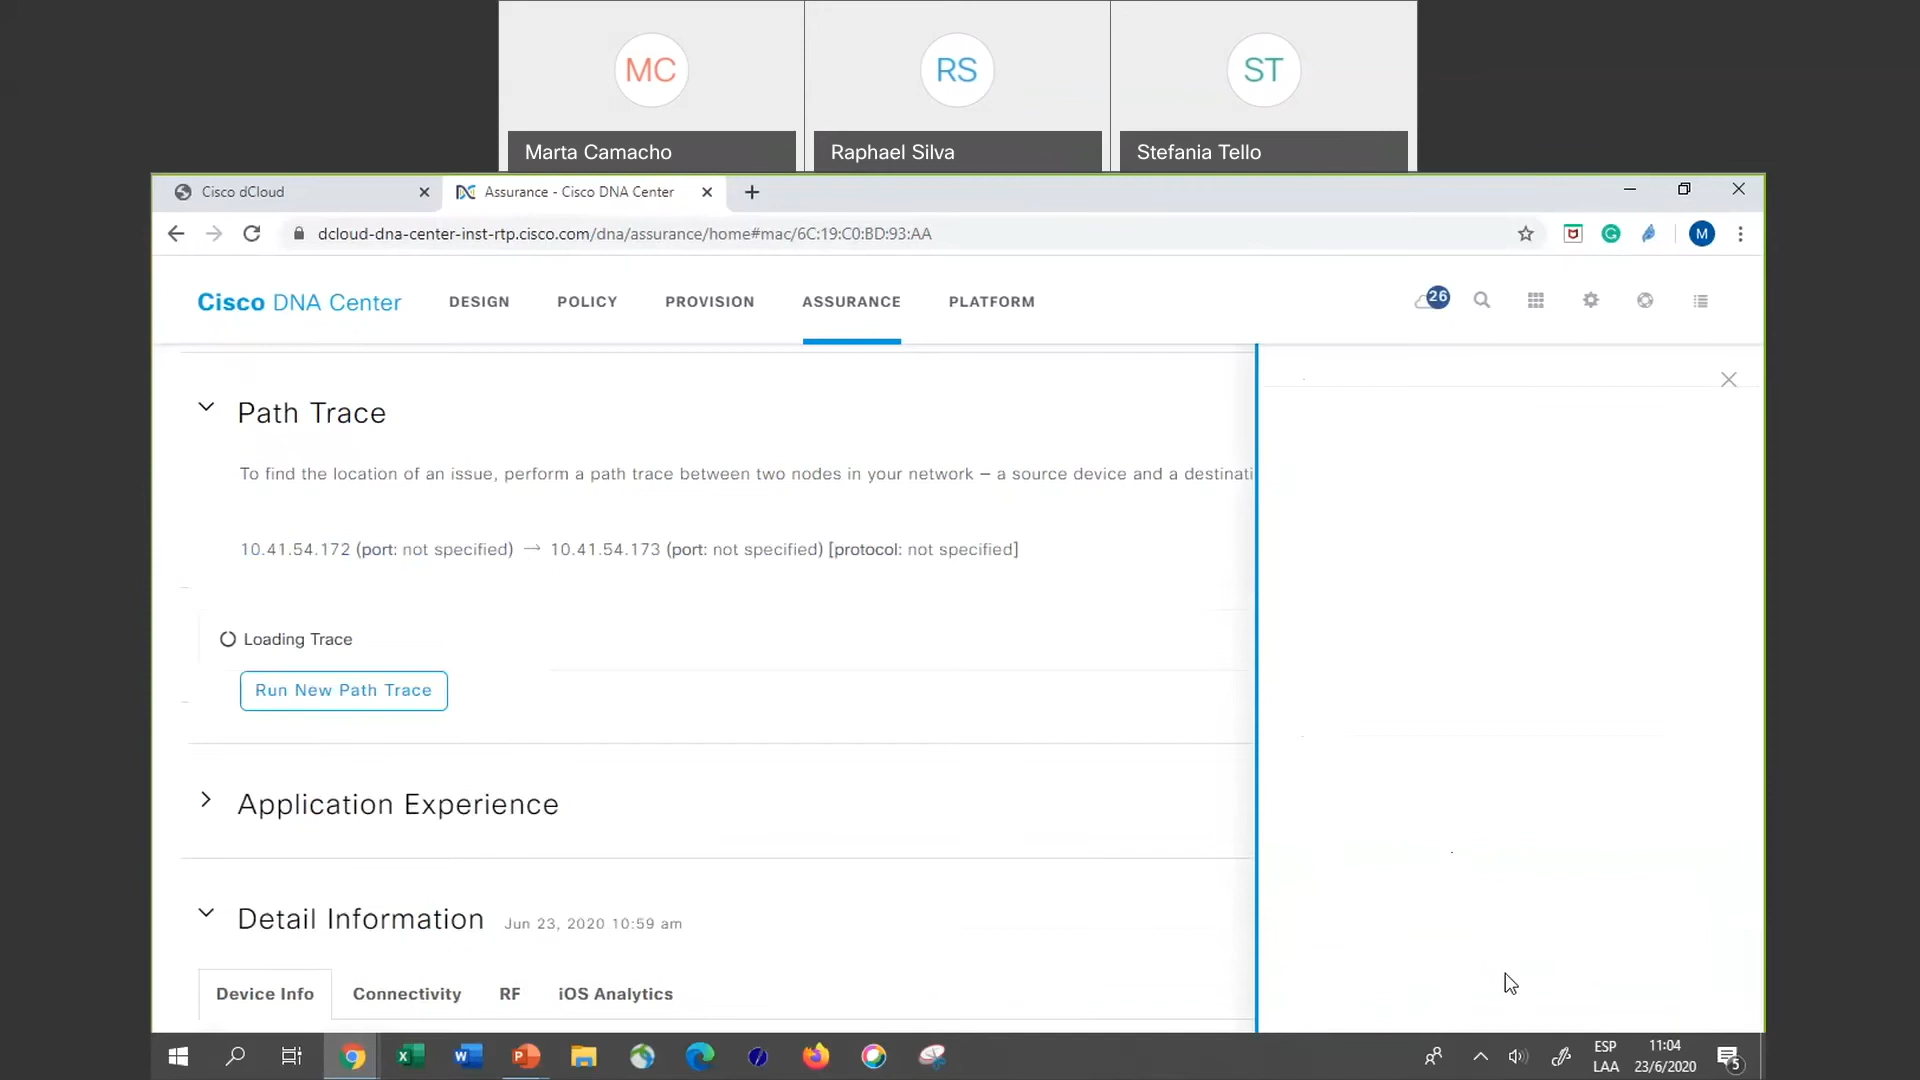 MC
RS
ST
Marta Camacho
Raphael Silva
Stefania Tello
Cisco dCloud
Assurance - Cisco DNA Center
dcloud-dna-center-inst-rtp.cisco.com/dna/assurance/home#mac/6C:19:C0:BD:93:AA
M
Cisco DNA Center
DESIGN
POLICY
PROVISION
ASSURANCE
PLATFORM
26
Path Trace
To find the location of an issue, perform a path trace between two nodes in your network – a source device and a destinati
10.41.54.172 (port: not specified) → 10.41.54.173 (port: not specified) [protocol: not specified]
Loading Trace
Run New Path Trace
Application Experience
Detail Information Jun 23, 2020 10:59 am
Device Info
Connectivity
RF
iOS Analytics
ESP
LAA
11:04
23/6/2020
5